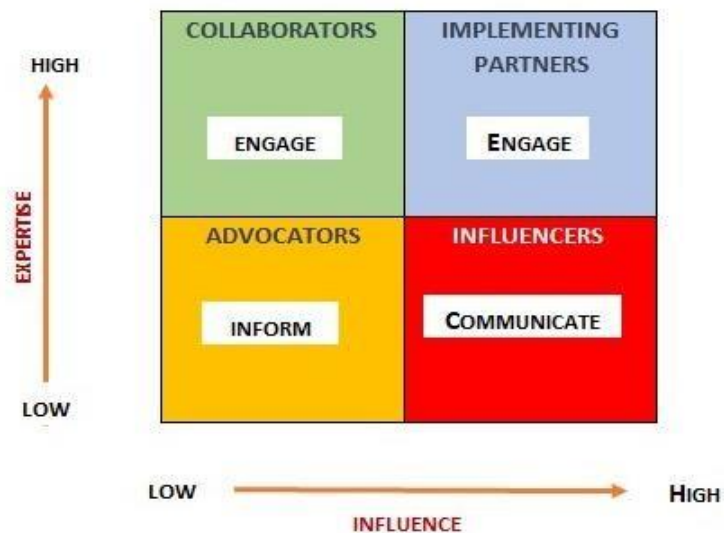 COLLABORATORS
IMPLEMENTING
PARTNERS
HIGH
ENGAGE
ENGAGE
EXPERTISE
ADVOCATORS
INFLUENCERS
INFORM
COMMUNICATE
LOW
LOW
HIGH
INFLUENCE